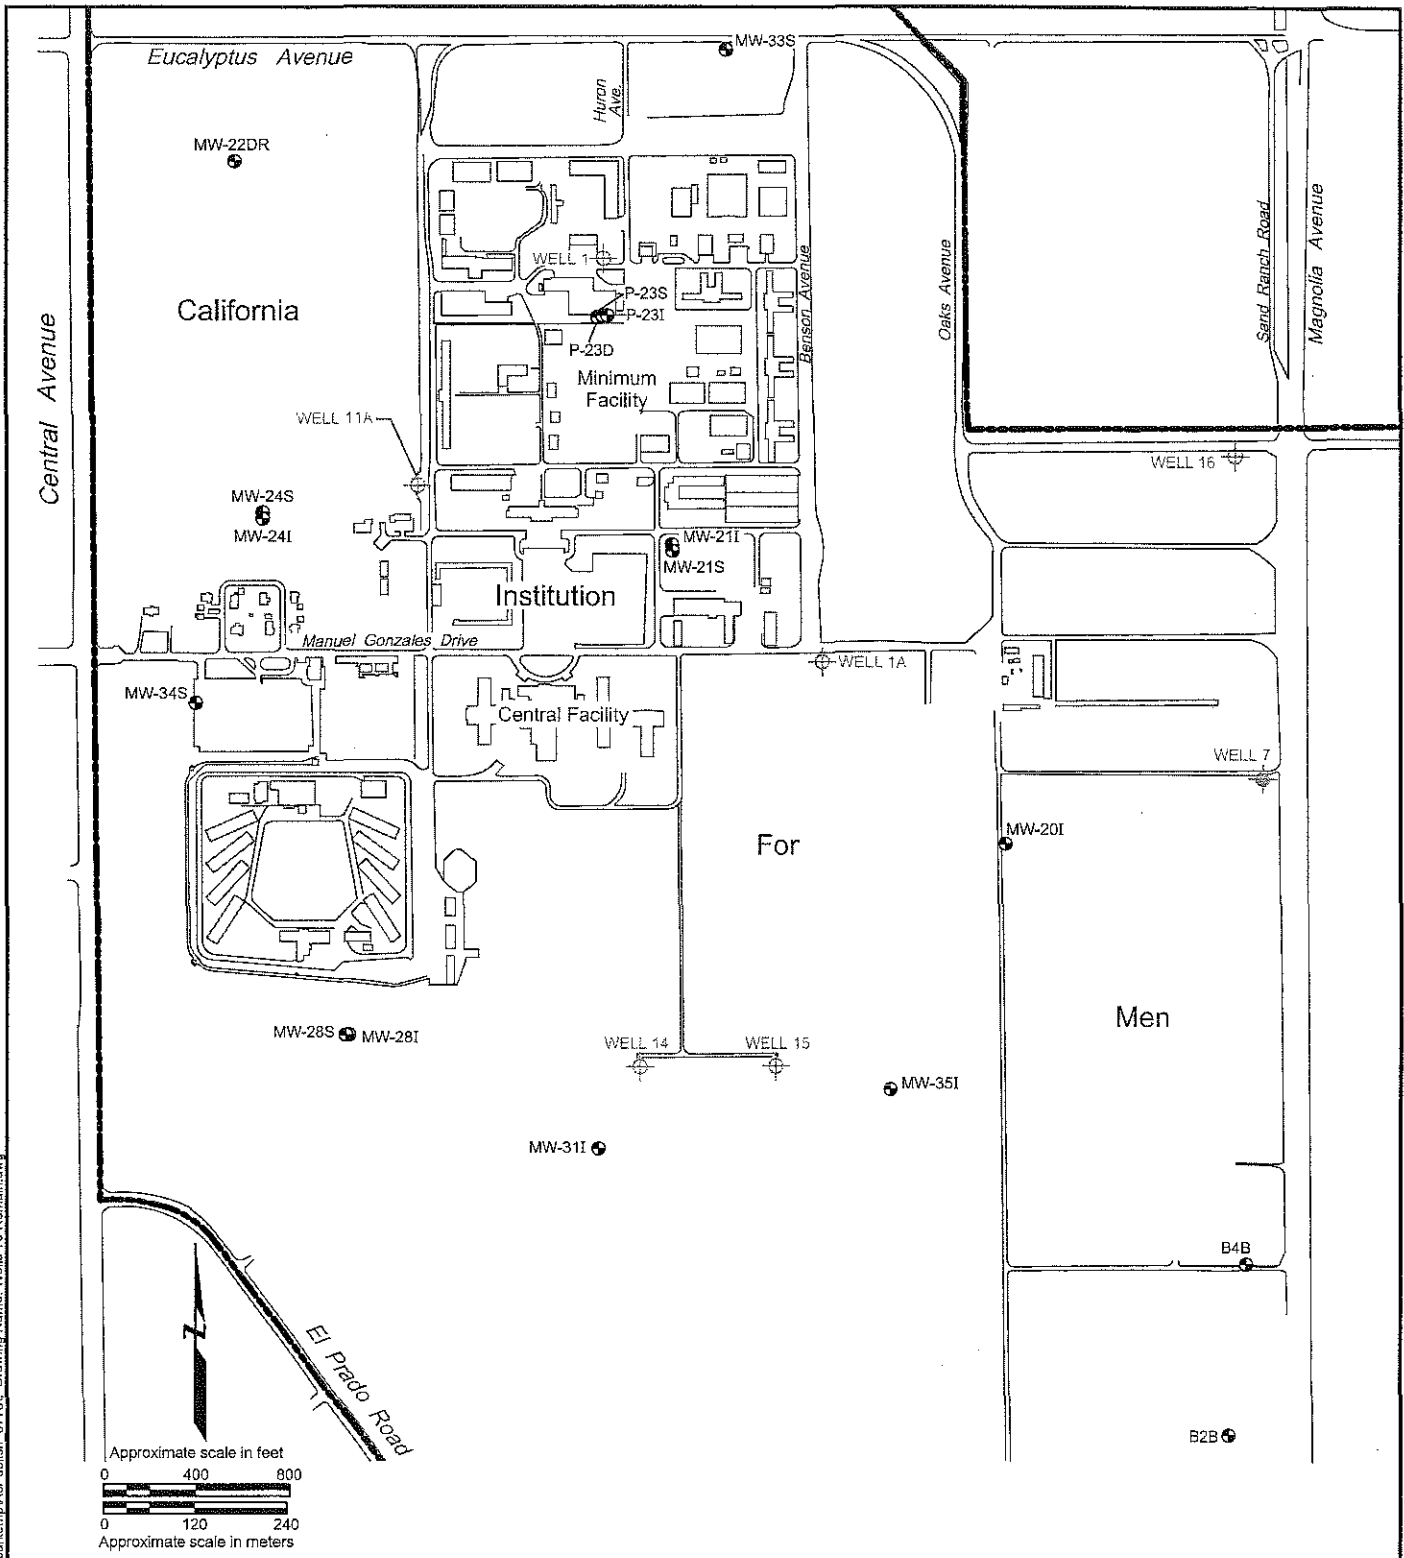 MW-33S
Eucalyptus Avenue
Huron
Ave.
MW-22DR
Sand Ranch Road
Magnolia Avenue
Benson Avenue
Oaks Avenue
WELL 1
P-23S
California
P-23I
P-23D
Central Avenue
Minimum
Facility
WELL 11A
WELL 16
MW-24S
MW-24I
MW-21I
MW-21S
Institution
Manuel Gonzales Drive
WELL 1A
MW-34S
Central Facility
WELL 7
MW-20I
For
Men
MW-28S
MW-28I
WELL 14
WELL 15
MW-35I
MW-31I
B4B
El Prado Road
B2B
Approximate scale in feet
0 400 800
0 120 240
Approximate scale in meters